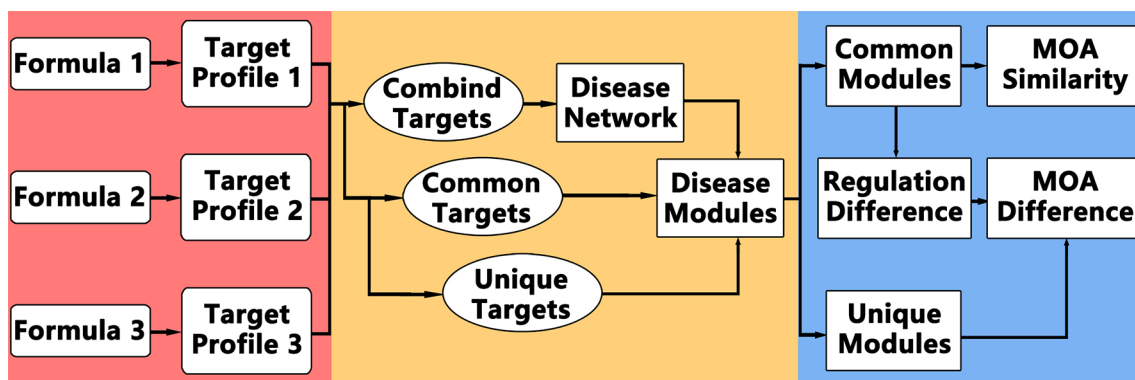 Formula 1
Target
Profile 1
Formula 2
Target
Profile 2
Formula 3
Target
Profile 3
Combind
Targets
Disease
Network
Common
Targets
Disease
Modules
Unique
Targets
Common
Modules
MOA
Similarity
Regulation
Difference
MOA
Difference
Unique
Modules